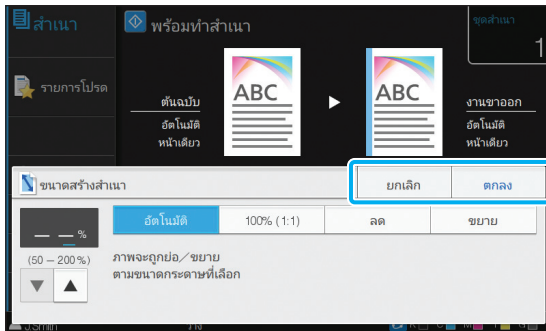 สำเนา
พร้อมทำสำเนา
ชุดสำเนา
1
รายการโปรด
ต้นฉบับ
อัตโนมัติ
หน้าเดียว
ABC
ABC
งานขาออก
อัตโนมัติ
หน้าเดียว
ขนาดสร้างสำเนา
ยกเลิก
ตกลง
_ _ %
(50 – 200%)
อัตโนมัติ
100% (1:1)
ลด
ขยาย
ภาพจะถูกย่อ／ขยาย
ตามขนาดกระดาษที่เลือก
J.Smith